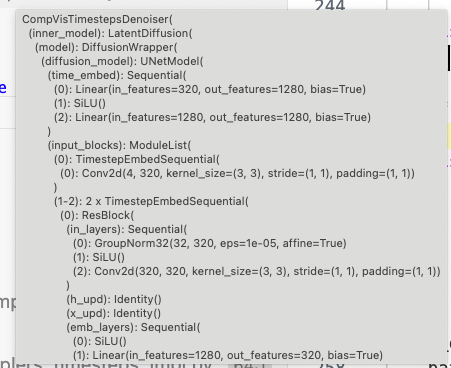 244
CompVisTimestepsDenoiser(
(inner_model): LatentDiffusion(
(model): DiffusionWrapper(
(diffusion_model): UNetModel(
(time_embed): Sequential(
(0): Linear(in_features=320, out_features=1280, bias=True)
(1): SiLU()
(2): Linear(in_features=1280, out_features=1280, bias=True)
)
(input_blocks): ModuleList(
(0): TimestepEmbedSequential(
(0): Conv2d(4, 320, kernel_size=(3, 3), stride=(1, 1), padding=(1, 1))
)
(1-2): 2 x TimestepEmbedSequential(
(0): ResBlock(
(in_layers): Sequential(
(0): GroupNorm32(32, 320, eps=1e-05, affine=True)
(1): SiLU()
(2): Conv2d(320, 320, kernel_size=(3, 3), stride=(1, 1), padding=(1, 1))
)
(h_upd): Identity()
(x_upd): Identity()
(emb_layers): Sequential(
(0): SiLU()
(1): Linear(in_features=1280, out_features=320, bias=True)